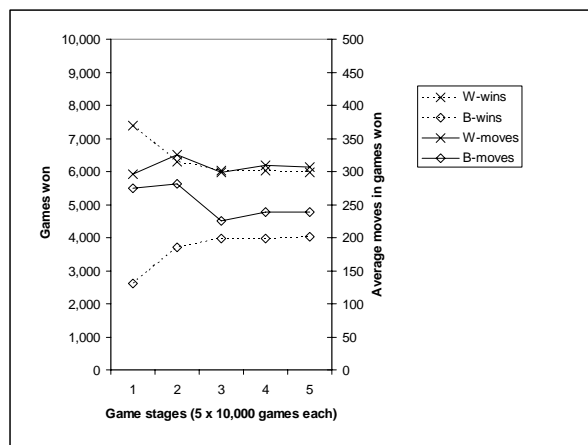 10,000
9,000
8,000
7,000
6,000
5,000
4,000
3,000
2,000
1,000
0
Games won
500
450
400
350
300
250
200
150
100
50
0
Average moves in games won
1 2 3 4 5
Game stages (5 x 10,000 games each)
W-wins
B-wins
W-moves
B-moves